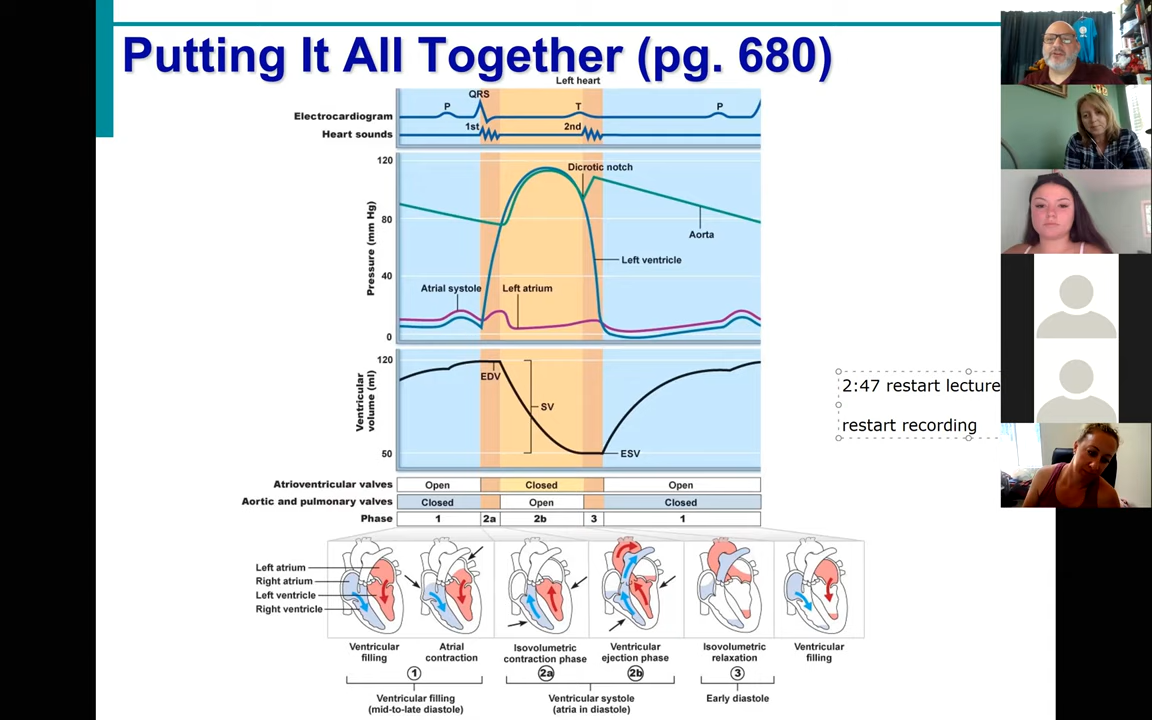 Putting It All Together (pg. 680)
Left heart
QRS
P
T
P
Electrocardiogram
1st
2nd
Heart sounds
120
Dicrotic notch
80
Aorta
Pressure (mm Hg)
Left ventricle
40
Atrial systole
Left atrium
0
120
EDV
Ventricular
volume (ml)
SV
ESV
50
2:47 restart lecture
restart recording
Atrioventricular valves
Open
Closed
Open
Aortic and pulmonary valves
Closed
Open
Closed
Phase
1
2a
2b
3
1
Left atrium
Right atrium
Left ventricle
Right ventricle
Ventricular
filling
Atrial
contraction
Isovolumetric
contraction phase
Ventricular
ejection phase
Isovolumetric
relaxation
Ventricular
filling
1
2a
2b
3
Ventricular filling
(mid-to-late diastole)
Ventricular systole
(atria in diastole)
Early diastole